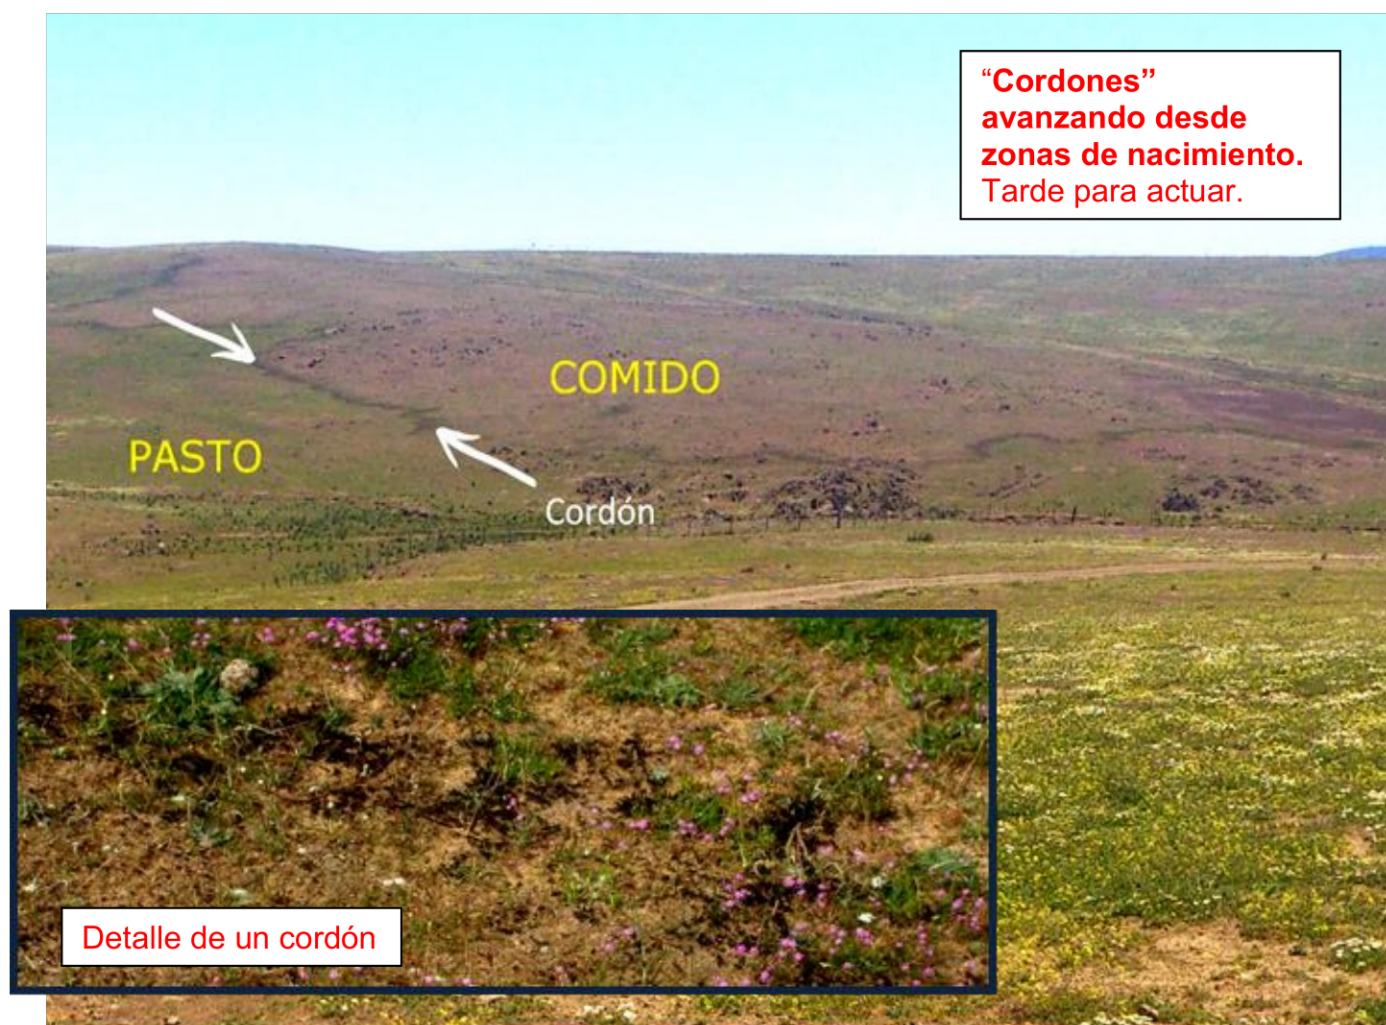 “Cordones”
avanzando desde
zonas de nacimiento.
Tarde para actuar.
COMIDO
PASTO
Cordón
Detalle de un cordón